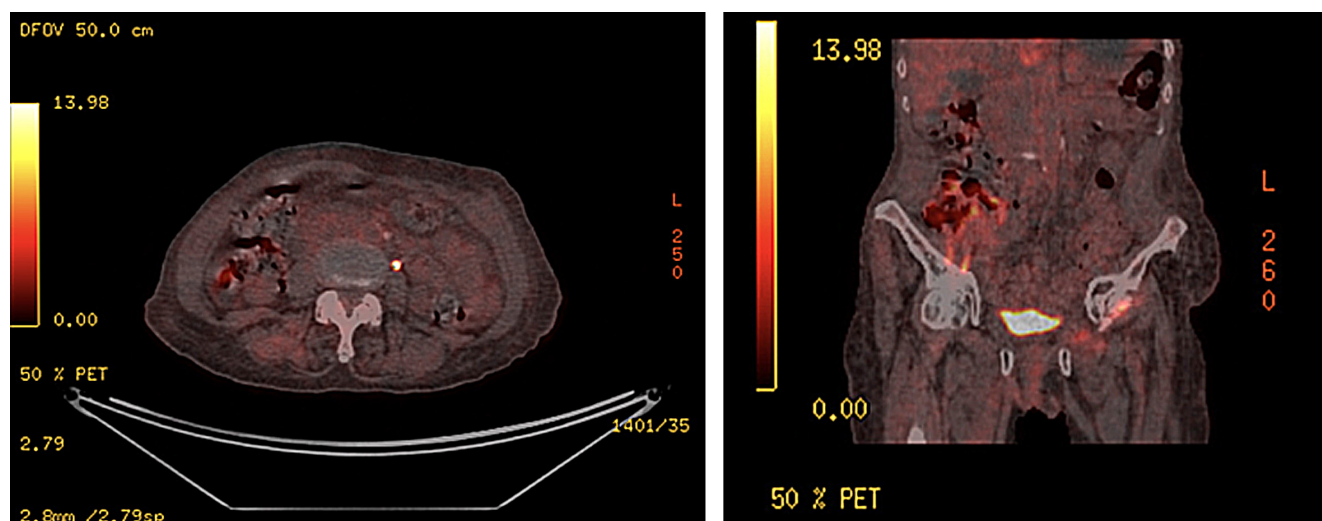 DFOV 50.0 cm
13.98
0.00
50 % PET
2.79
2.8mm /2.79sp
L
250
1401/35
13.98
0.00
50 % PET
L
260